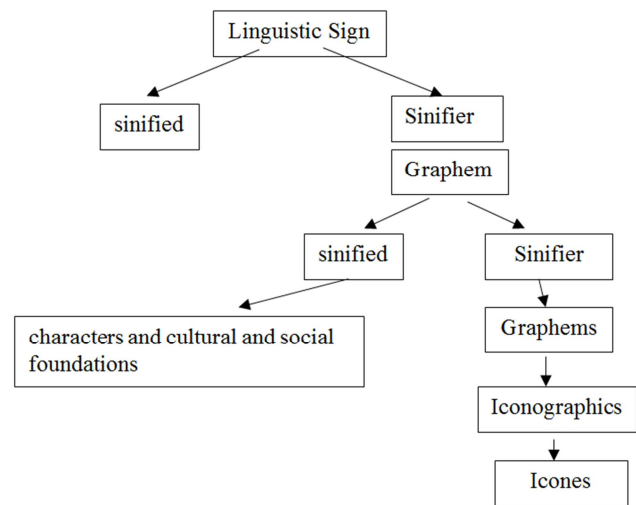 Linguistic Sign
sinified
Sinifier
Graphem
sinified
Sinifier
characters and cultural and social
foundations
Graphems
Iconographics
Icones